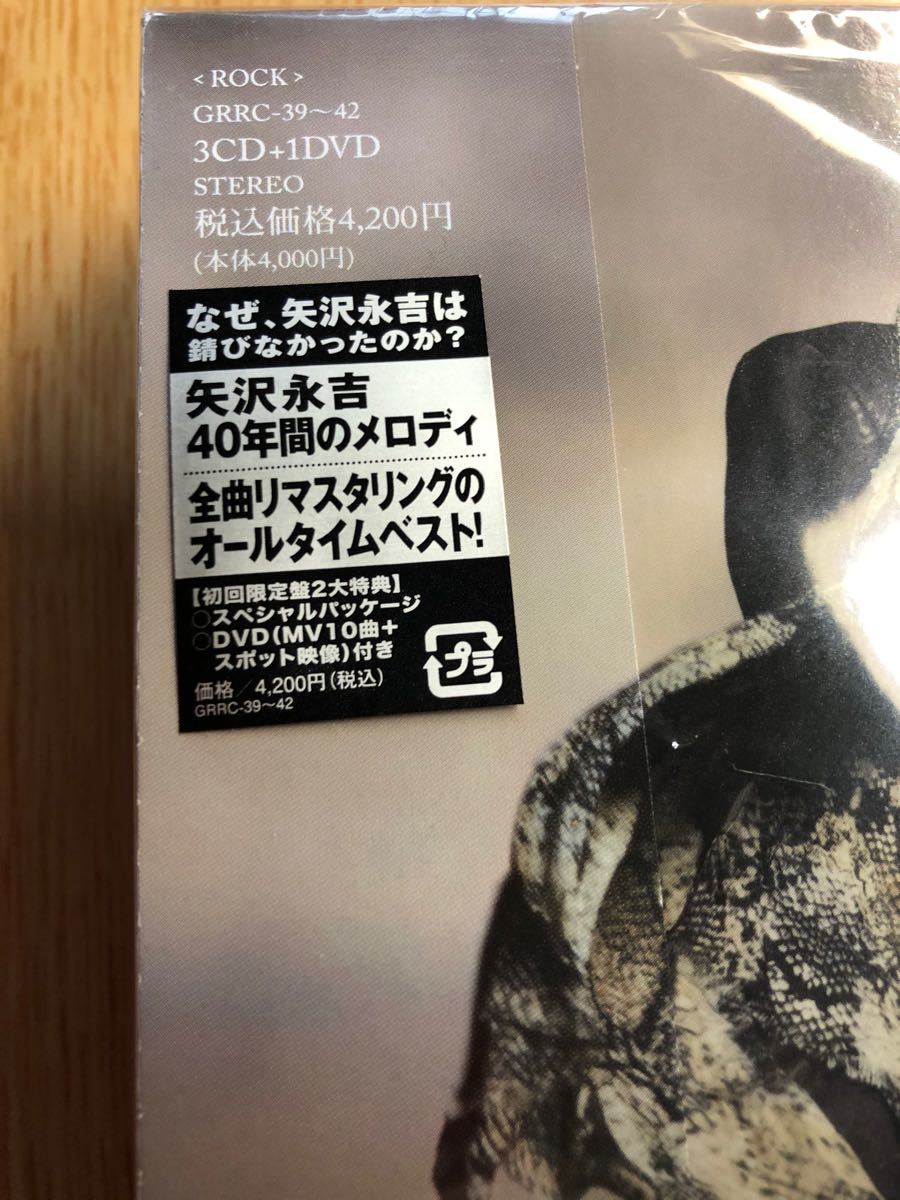 <ROCK>
GRRC-39〜42
3CD+1DVD
STEREO
税込価格4,200円
(本体4,000円)
なぜ、矢沢永吉は
錆びなかったのか?
矢沢永吉
40年間のメロディ
全曲リマスタリングの
オールタイムベスト!
【初回限定盤2大特典】
○スペシャルパッケージ
○DVD(MV10曲+
スポット映像)付き
プラ
価格/4,200円(税込)
GRRC-39〜42